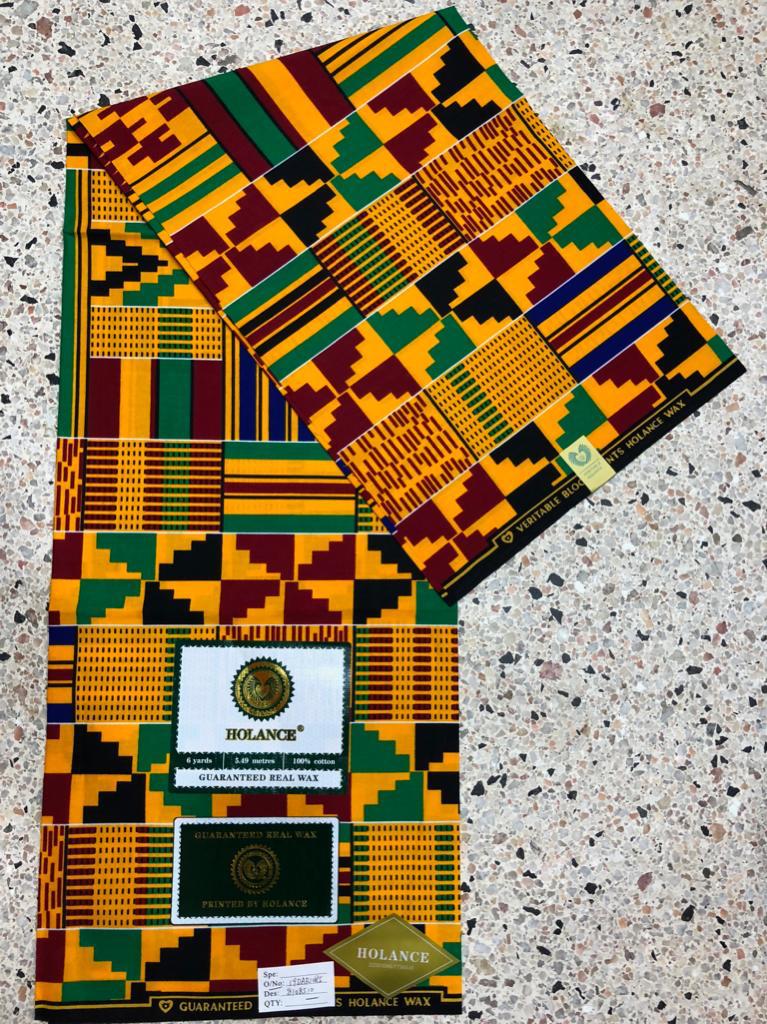 VERITABLE BLOC NTS HOLANCE WAX
HOLANCE®
6 yards 5.49 metres 100% cotton
GUARANTEED REAL WAX
GUARANTEED REAL WAX
PRINTED BY HOLANCE
HOLANCE
Spe:
O/No:
Des:
QTY:
GUARANTEED TS HOLANCE WAX